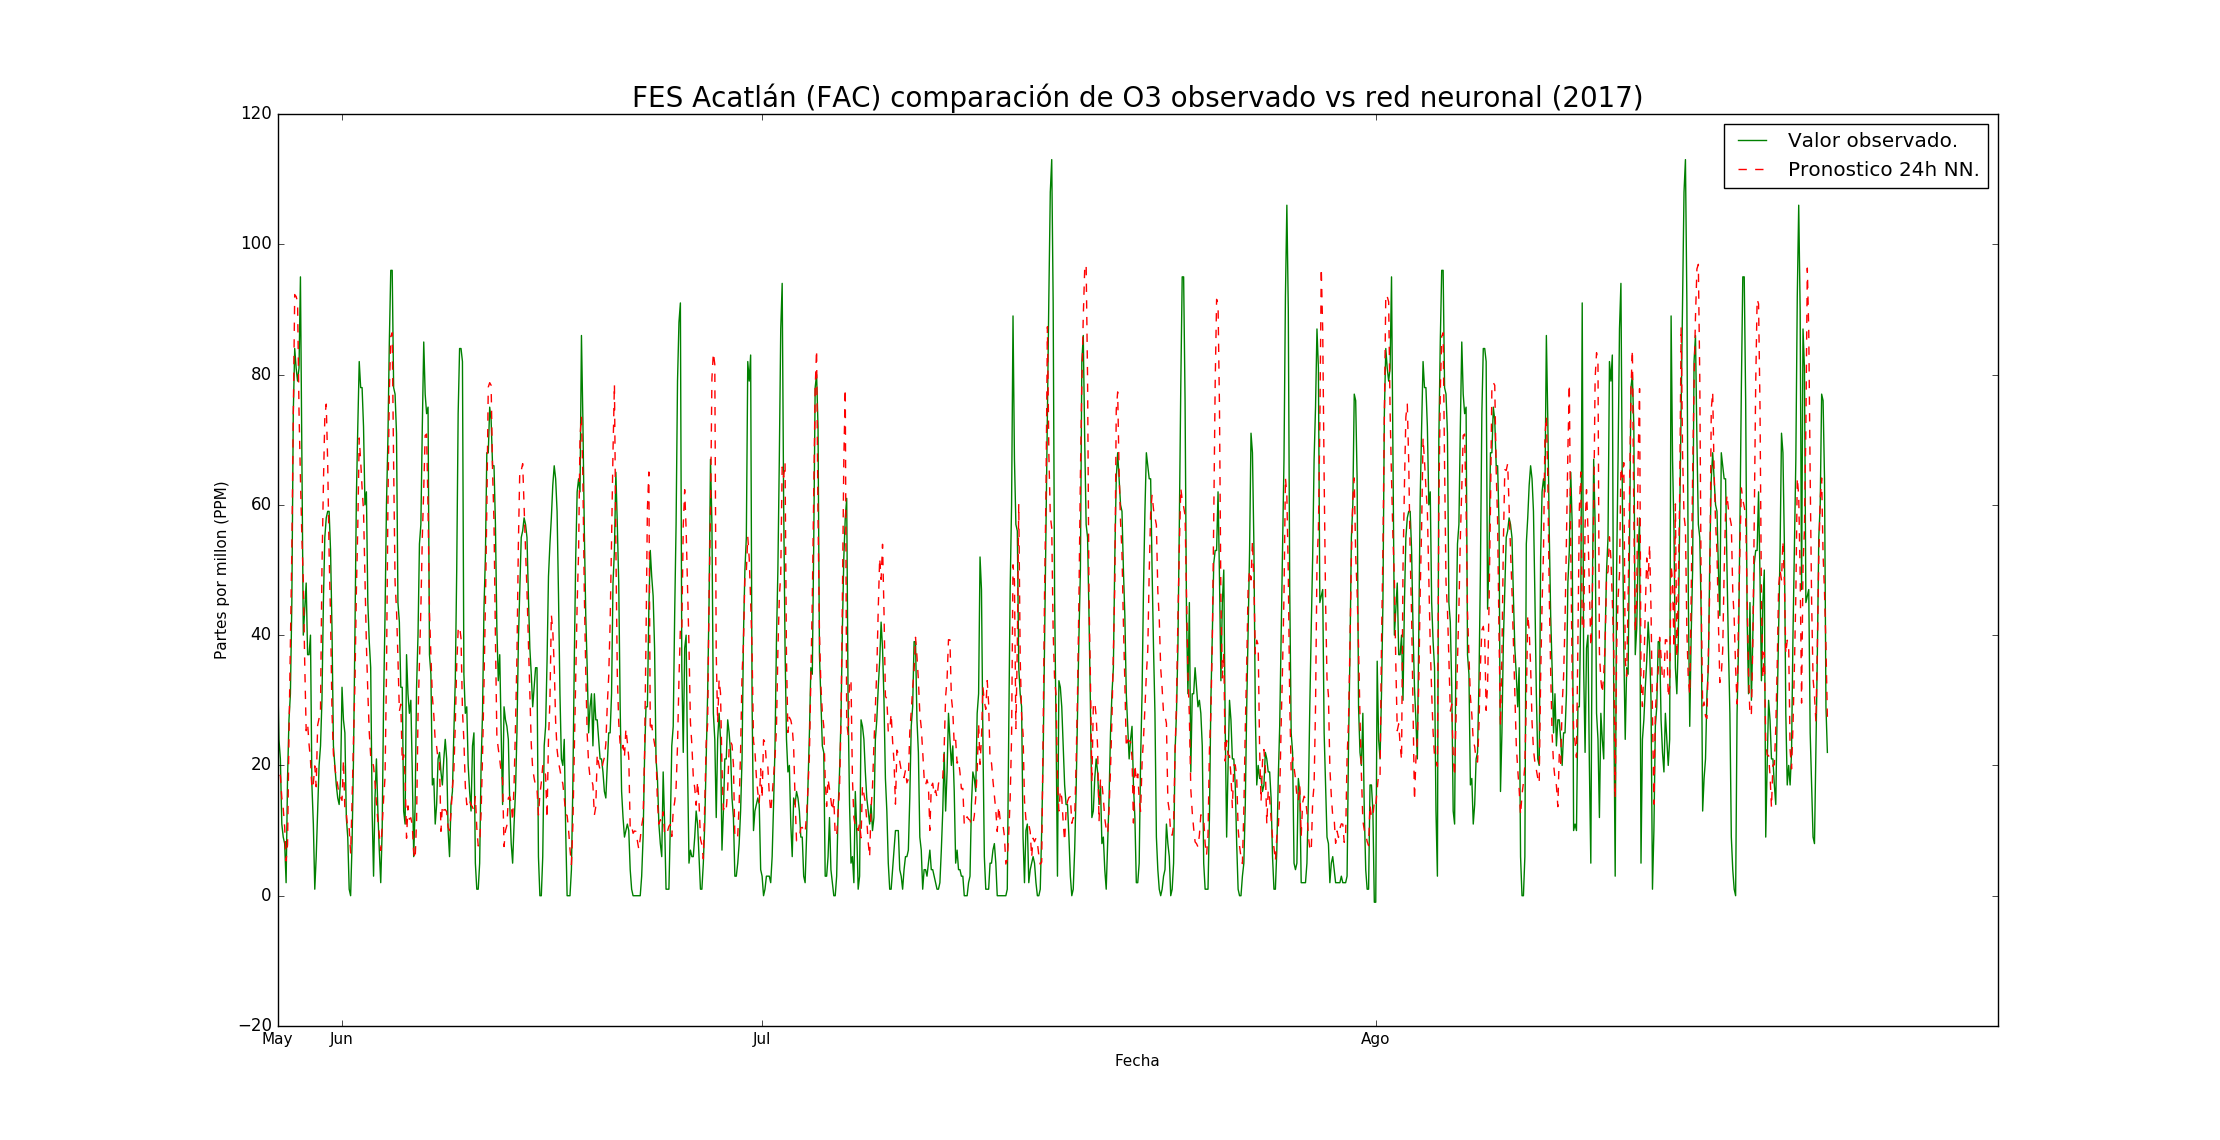 FES Acatlán (FAC) comparación de O3 observado vs red neuronal (2017)
Valor observado.
Pronostico 24h NN.
120
100
80
60
40
20
0
−20
Partes por millon (PPM)
May Jun Jul Ago
Fecha